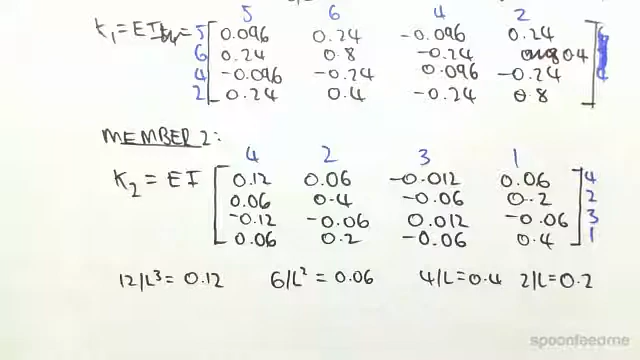 5 6 4 2
K₁ = EI 5 0.096 0.24 -0.096 0.24
6 0.24 0.8 -0.24 0.4
4 -0.096 -0.24 0.096 -0.24
2 0.24 0.4 -0.24 0.8
MEMBER 2:
4 2 3 1
K₂ = EI 0.12 0.06 -0.012 0.06 4
0.06 0.4 -0.06 0.2 2
-0.12 -0.06 0.012 -0.06 3
0.06 0.2 -0.06 0.4 1
12/L³ = 0.12 6/L² = 0.06 4/L = 0.4 2/L = 0.2
spoonfeedme